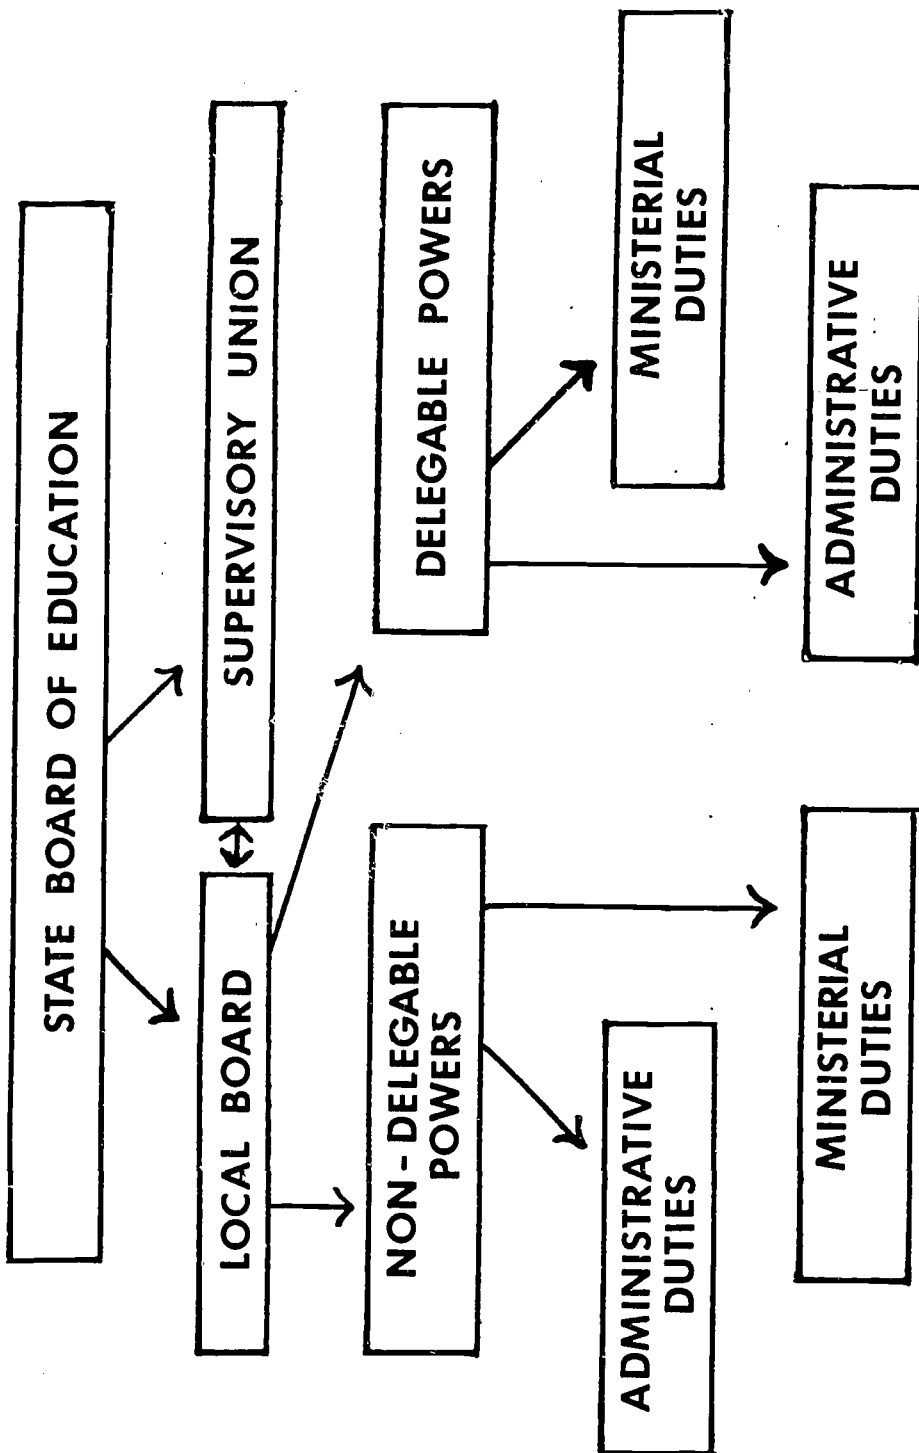 STATE BOARD OF EDUCATION
LOCAL BOARD
SUPERVISORY UNION
NON-DELEGABLE
POWERS
DELEGABLE POWERS
ADMINISTRATIVE
DUTIES
MINISTERIAL
DUTIES
MINISTERIAL
DUTIES
ADMINISTRATIVE
DUTIES